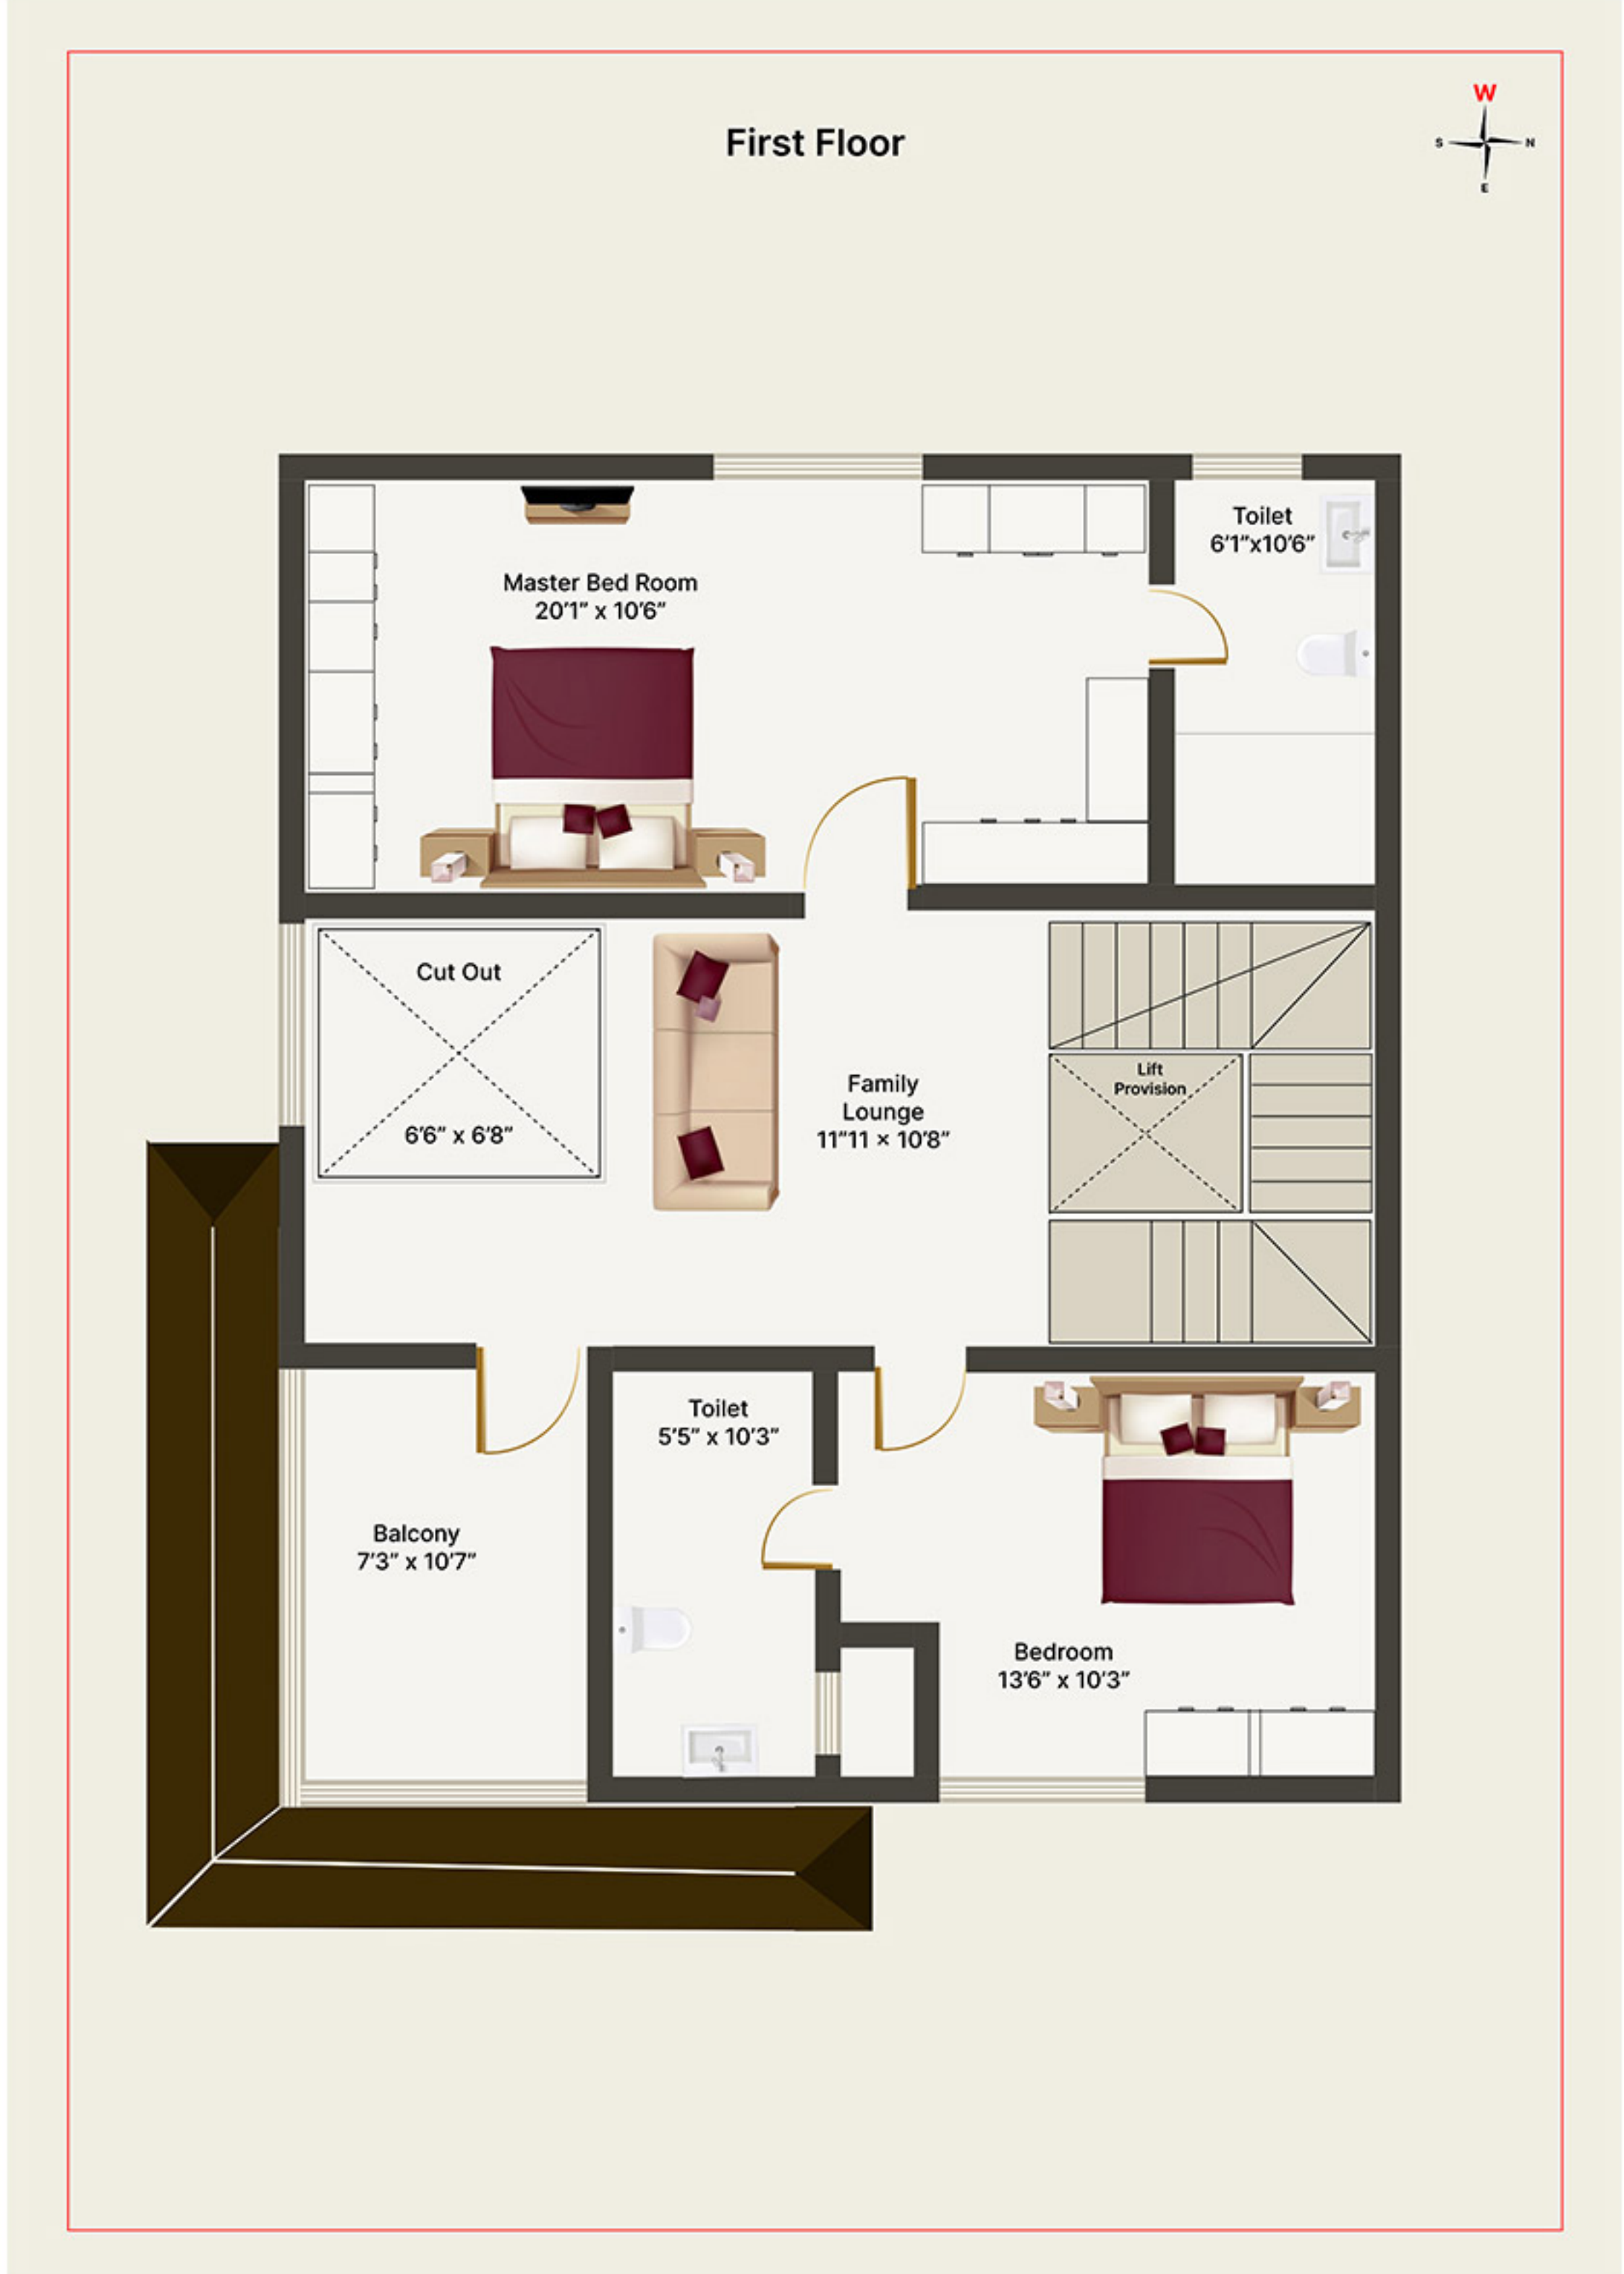 First Floor
W
S
N
E
Toilet
6'1"x10'6"
Master Bed Room
20'1" x 10'6"
Cut Out
6'6" x 6'8"
Family
Lounge
11"11 × 10'8"
Lift
Provision
Toilet
5'5" x 10'3"
Balcony
7'3" x 10'7"
Bedroom
13'6" x 10'3"